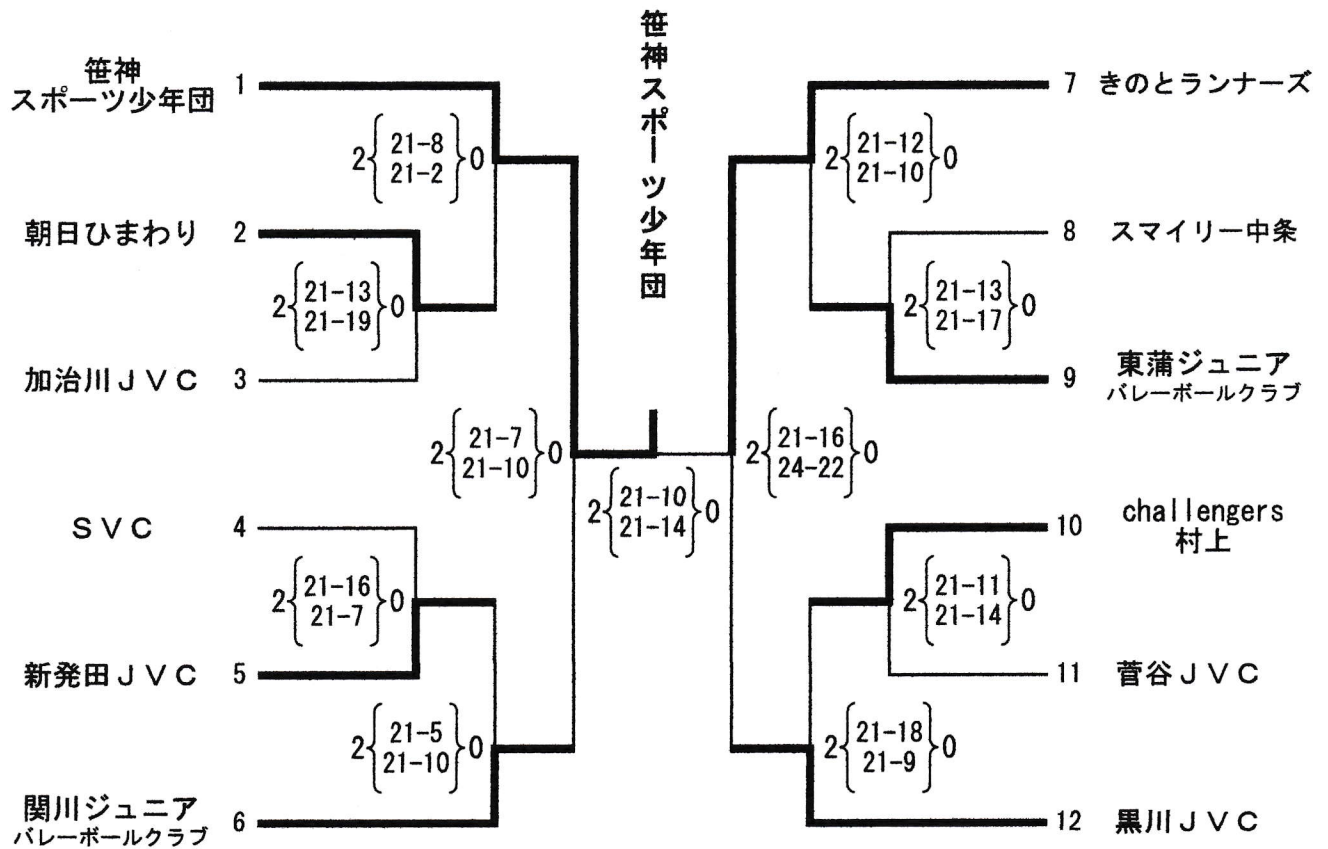 笹神スポーツ少年団
笹神
スポーツ少年団
1
2 21-8 0
21-2
朝日ひまわり
2
2 21-13 0
21-19
加治川ＪＶＣ
3
2 21-7 0
21-10
ＳＶＣ
4
2 21-16 0
21-7
新発田ＪＶＣ
5
2 21-5 0
21-10
関川ジュニア
バレーボールクラブ
6
2 21-10 0
21-14
7 きのとランナーズ
2 21-12 0
21-10
8 スマイリー中条
2 21-13 0
21-17
9
東蒲ジュニア
バレーボールクラブ
2 21-16 0
24-22
10
challengers
村上
2 21-11 0
21-14
11 菅谷ＪＶＣ
2 21-18 0
21-9
12 黒川ＪＶＣ